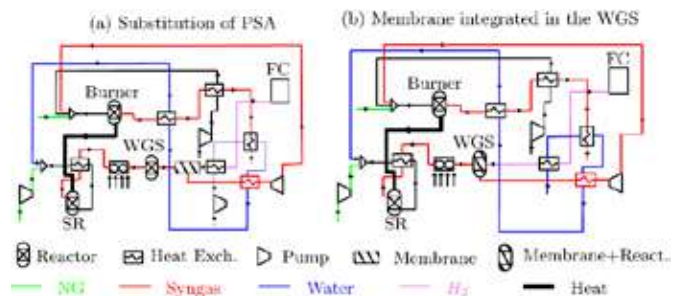 (a) Substitution of PSA
(b) Membrane integrated in the WGS
FC
Burner
WGS
SR
FC
Burner
WGS
SR
Reactor
Heat Exch.
Pump
Membrane
Membrane+React.
NG
Syngas
Water
H₂
Heat